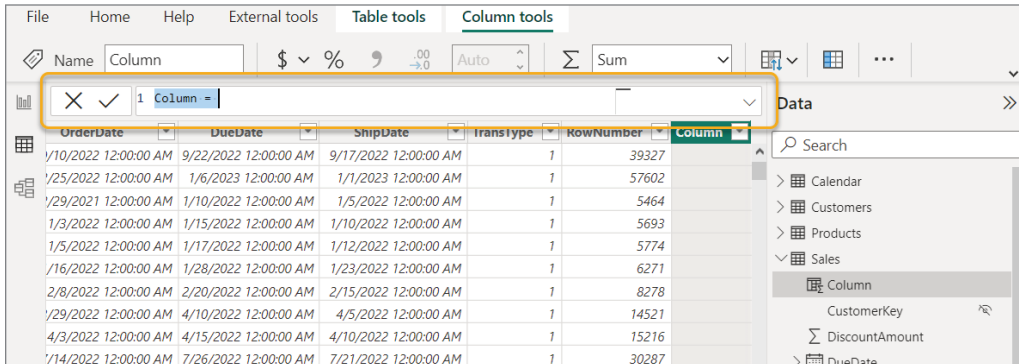 File Home Help External tools Table tools Column tools
Name Column $ % 9 .00 →.0 Auto Σ Sum ...
1 Column =
Data
OrderDate DueDate ShipDate TransType RowNumber Column
Search
/10/2022 12:00:00 AM 9/22/2022 12:00:00 AM 9/17/2022 12:00:00 AM 1 39327
/25/2022 12:00:00 AM 1/6/2023 12:00:00 AM 1/1/2023 12:00:00 AM 1 57602
Calendar
/29/2021 12:00:00 AM 1/10/2022 12:00:00 AM 1/5/2022 12:00:00 AM 1 5464
Customers
1/3/2022 12:00:00 AM 1/15/2022 12:00:00 AM 1/10/2022 12:00:00 AM 1 5693
Products
1/5/2022 12:00:00 AM 1/17/2022 12:00:00 AM 1/12/2022 12:00:00 AM 1 5774
Sales
/16/2022 12:00:00 AM 1/28/2022 12:00:00 AM 1/23/2022 12:00:00 AM 1 6271
Column
2/8/2022 12:00:00 AM 2/20/2022 12:00:00 AM 2/15/2022 12:00:00 AM 1 8278
CustomerKey
/29/2022 12:00:00 AM 4/10/2022 12:00:00 AM 4/5/2022 12:00:00 AM 1 14521
4/3/2022 12:00:00 AM 4/15/2022 12:00:00 AM 4/10/2022 12:00:00 AM 1 15216
Σ DiscountAmount
/14/2022 12:00:00 AM 7/26/2022 12:00:00 AM 7/21/2022 12:00:00 AM 1 30287
DueDate